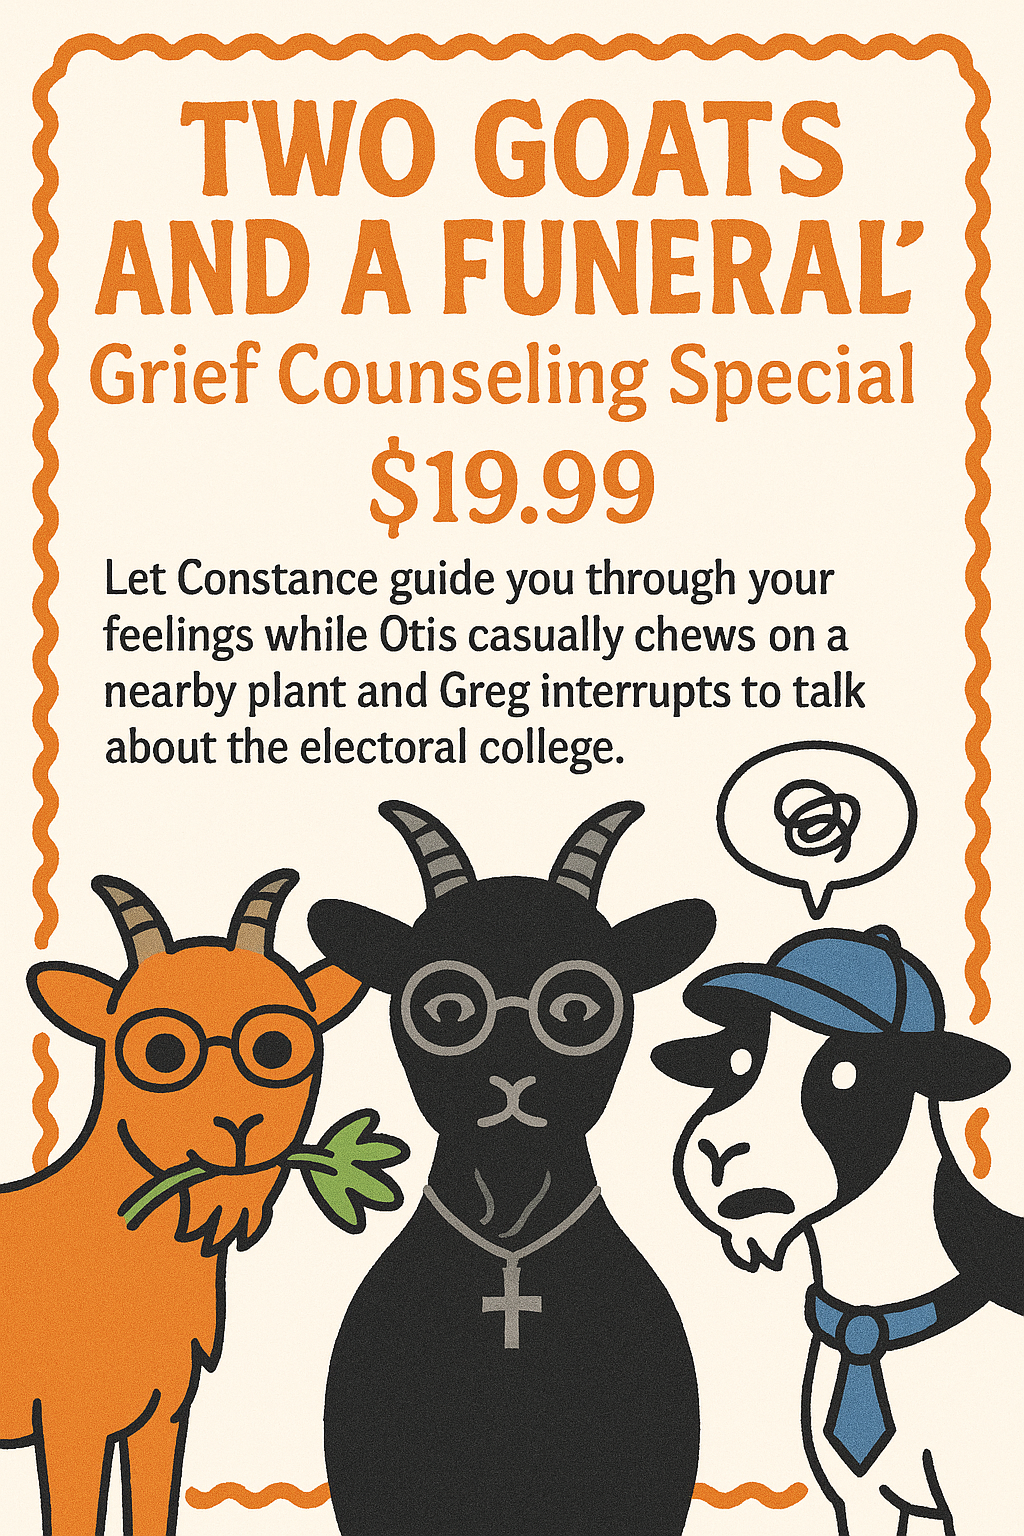 TWO GOATS
AND A FUNERAL’
Grief Counseling Special
$19.99
Let Constance guide you through your
feelings while Otis casually chews on a
nearby plant and Greg interrupts to talk
about the electoral college.